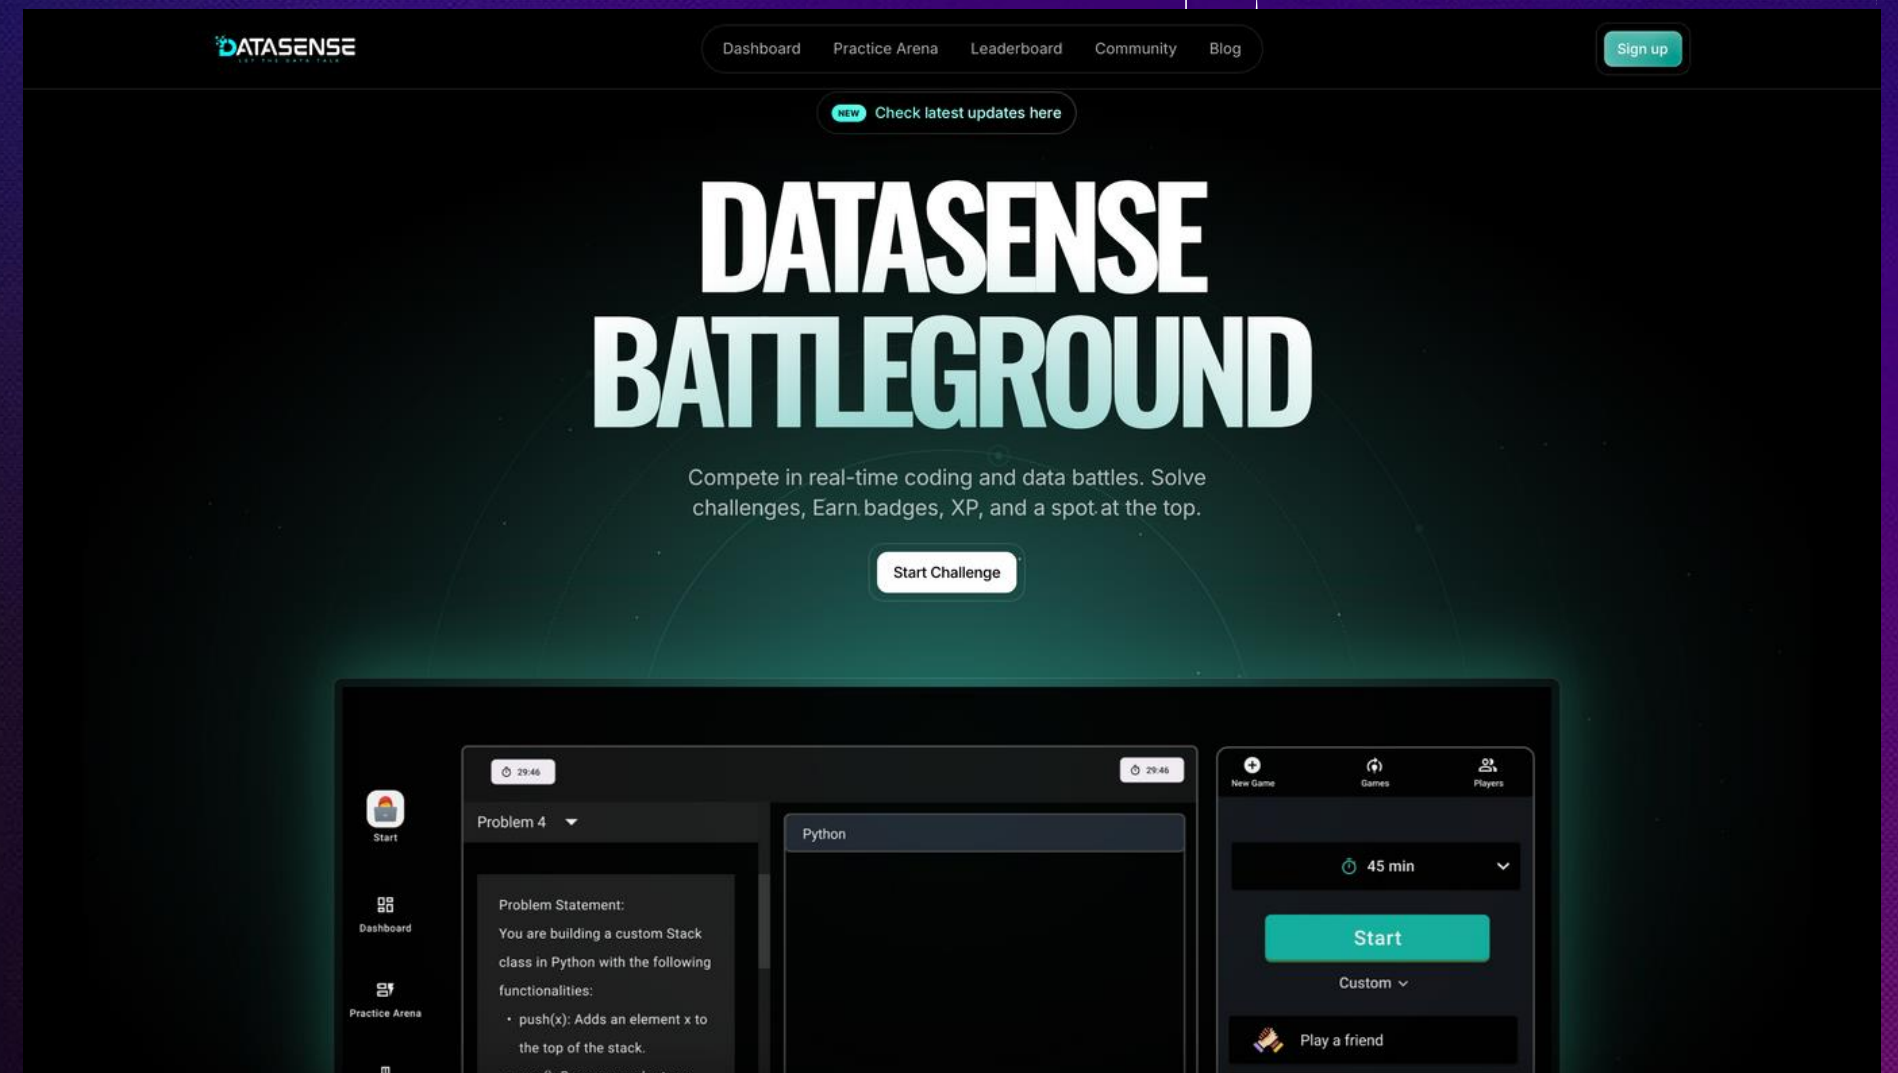 DATASENSE
LET THE DATA TALK
Dashboard Practice Arena Leaderboard Community Blog
Sign up
NEW Check latest updates here
DATASENSE
BATTLEGROUND
Compete in real-time coding and data battles. Solve
challenges, Earn badges, XP, and a spot at the top.
Start Challenge
Start
Dashboard
Practice Arena
29:46
29:46
Problem 4
Problem Statement:
You are building a custom Stack
class in Python with the following
functionalities:
• push(x): Adds an element x to
the top of the stack.
Python
New Game Games Players
45 min
Start
Custom
Play a friend